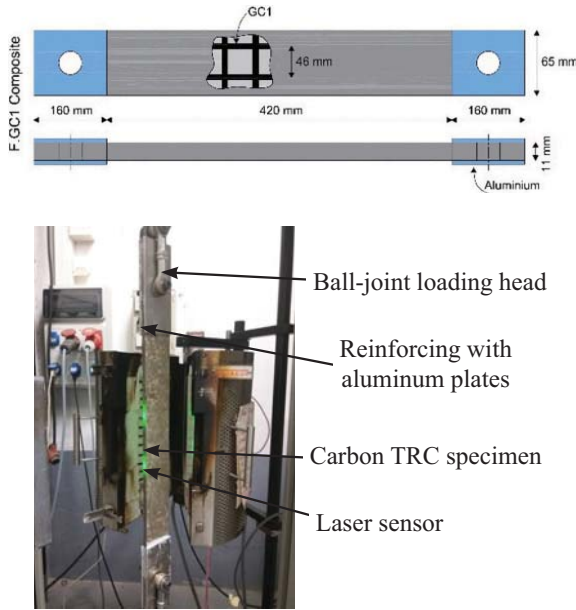 GC1
F.GC1 Composite
46
mm
65 mm
160 mm
420 mm
160 mm
11 mm
Aluminium
Ball-joint loading head
Reinforcing with
aluminum plates
Carbon TRC specimen
Laser sensor